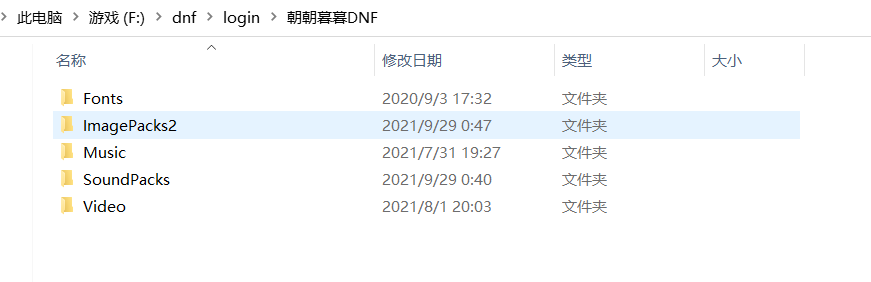 此电脑 > 游戏 (F:) > dnf > login > 朝朝暮暮DNF
名称 修改日期 类型 大小
Fonts 2020/9/3 17:32 文件夹
ImagePacks2 2021/9/29 0:47 文件夹
Music 2021/7/31 19:27 文件夹
SoundPacks 2021/9/29 0:40 文件夹
Video 2021/8/1 20:03 文件夹